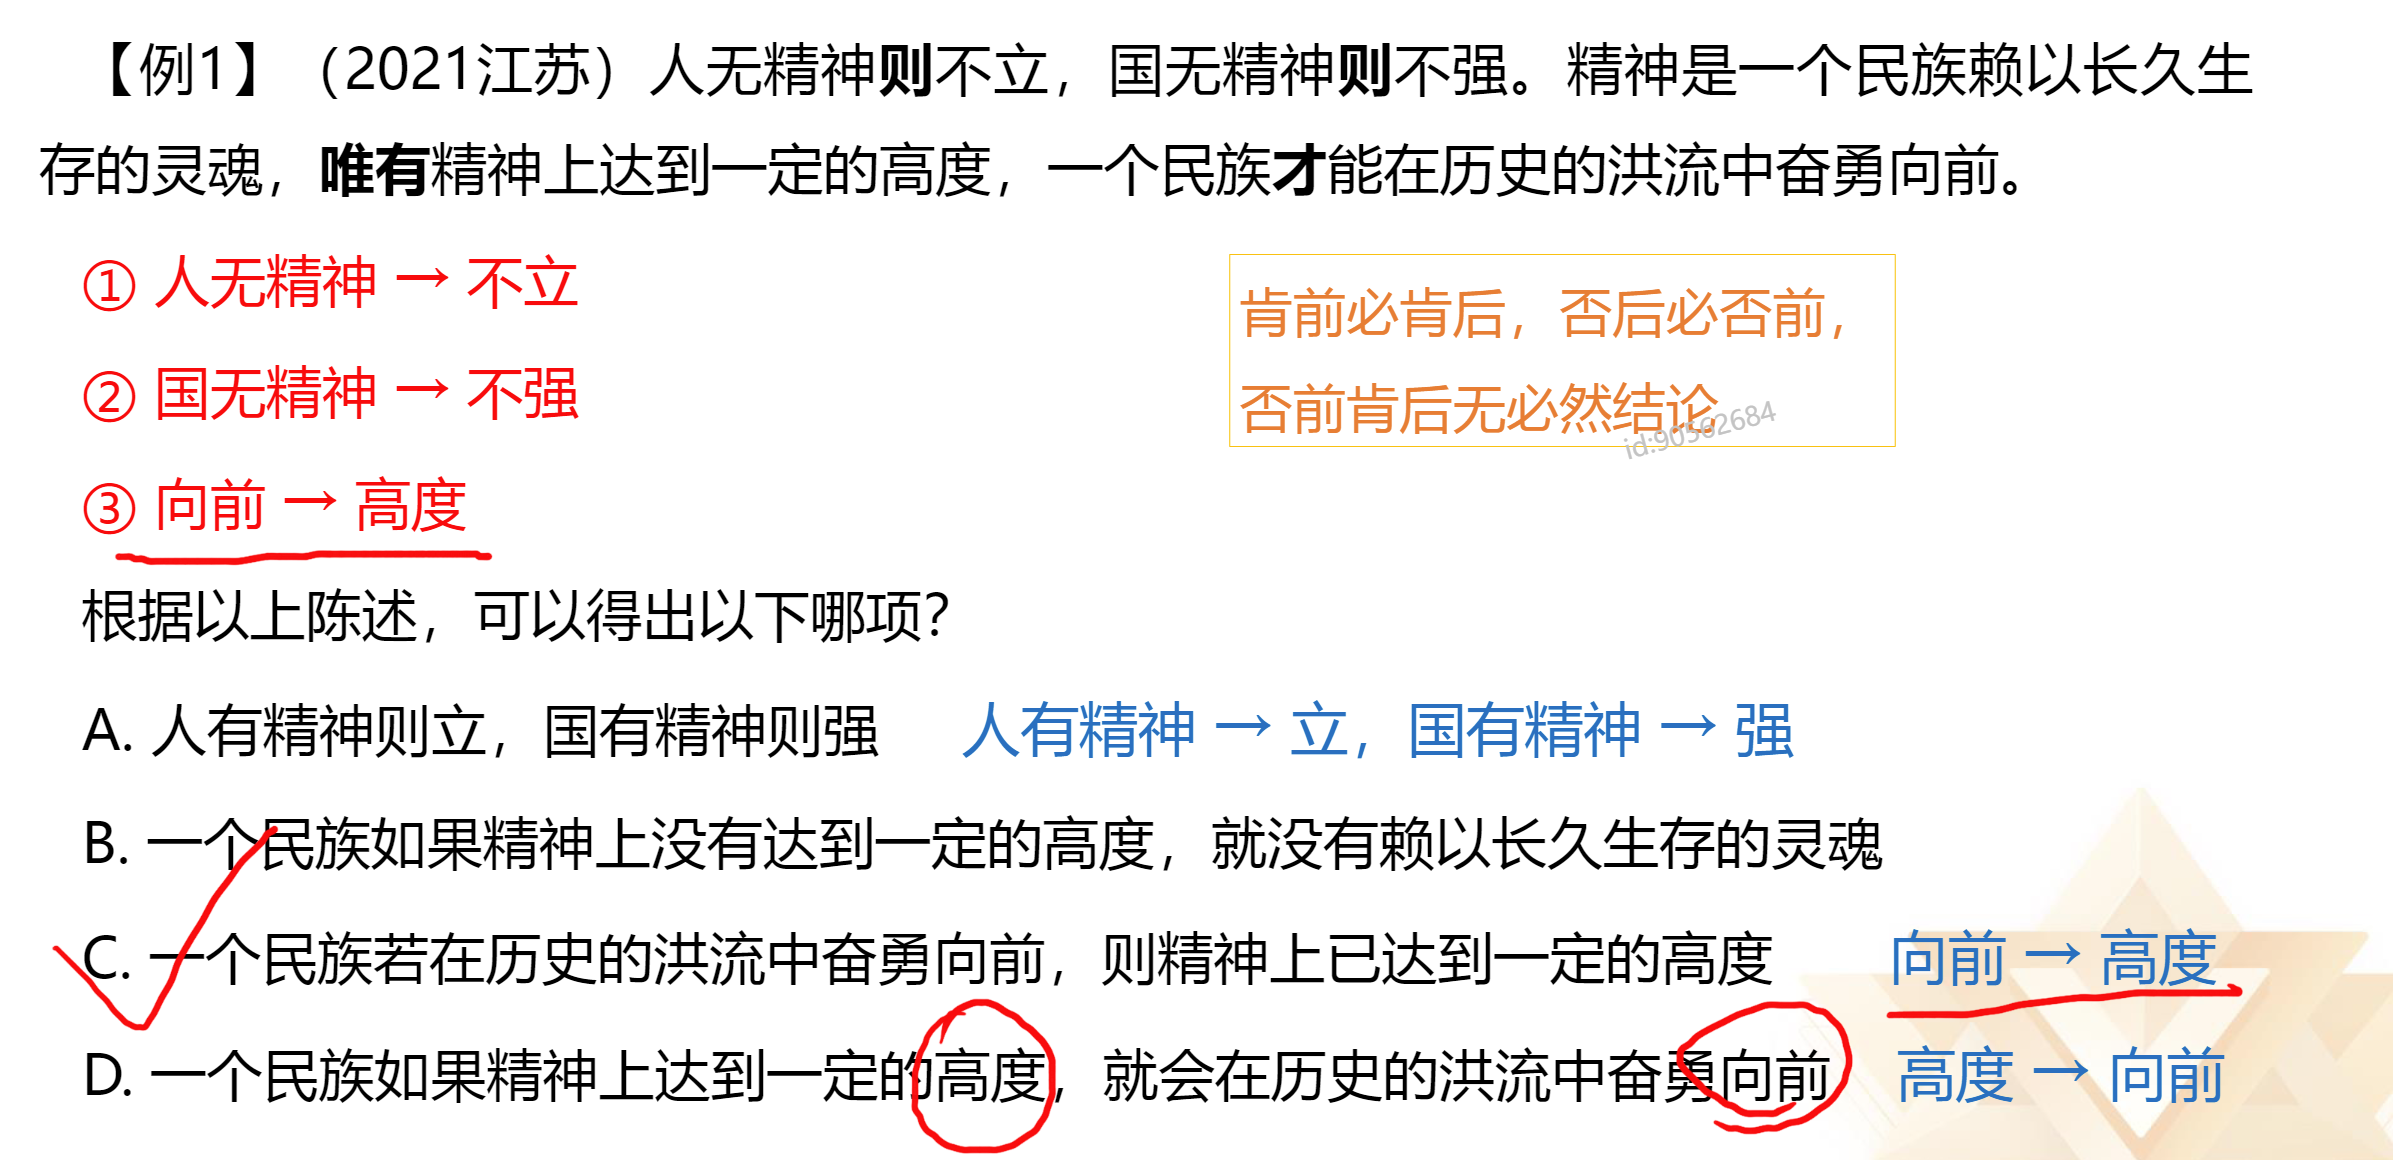 【例1】（2021江苏）人无精神则不立，国无精神则不强。精神是一个民族赖以长久生
存的灵魂，唯有精神上达到一定的高度，一个民族才能在历史的洪流中奋勇向前。
① 人无精神 → 不立
② 国无精神 → 不强
③ 向前 → 高度
肯前必肯后，否后必否前，
否前肯后无必然结论
id:90562684
根据以上陈述，可以得出以下哪项？
A. 人有精神则立，国有精神则强 人有精神 → 立，国有精神 → 强
B. 一个民族如果精神上没有达到一定的高度，就没有赖以长久生存的灵魂
C. 一个民族若在历史的洪流中奋勇向前，则精神上已达到一定的高度 向前 → 高度
D. 一个民族如果精神上达到一定的高度，就会在历史的洪流中奋勇向前 高度 → 向前